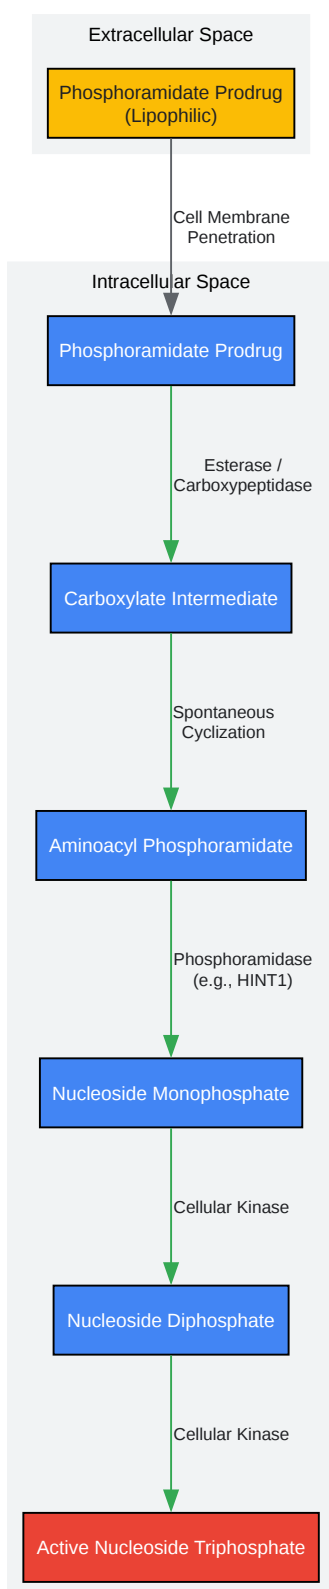 Extracellular Space
Phosphoramidate Prodrug
(Lipophilic)
Cell Membrane
Penetration
Intracellular Space
Phosphoramidate Prodrug
Esterase /
Carboxypeptidase
Carboxylate Intermediate
Spontaneous
Cyclization
Aminoacyl Phosphoramidate
Phosphoramidase
(e.g., HINT1)
Nucleoside Monophosphate
Cellular Kinase
Nucleoside Diphosphate
Cellular Kinase
Active Nucleoside Triphosphate